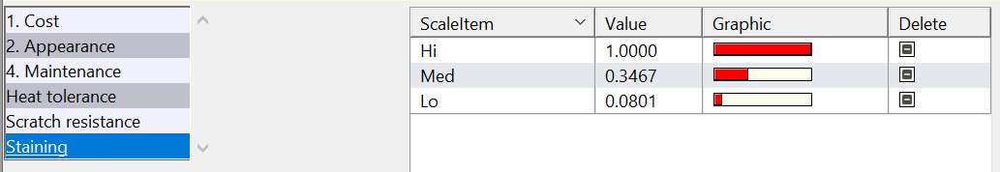 1. Cost
2. Appearance
4. Maintenance
Heat tolerance
Scratch resistance
Staining
ScaleItem Value Graphic Delete
Hi 1.0000
Med 0.3467
Lo 0.0801